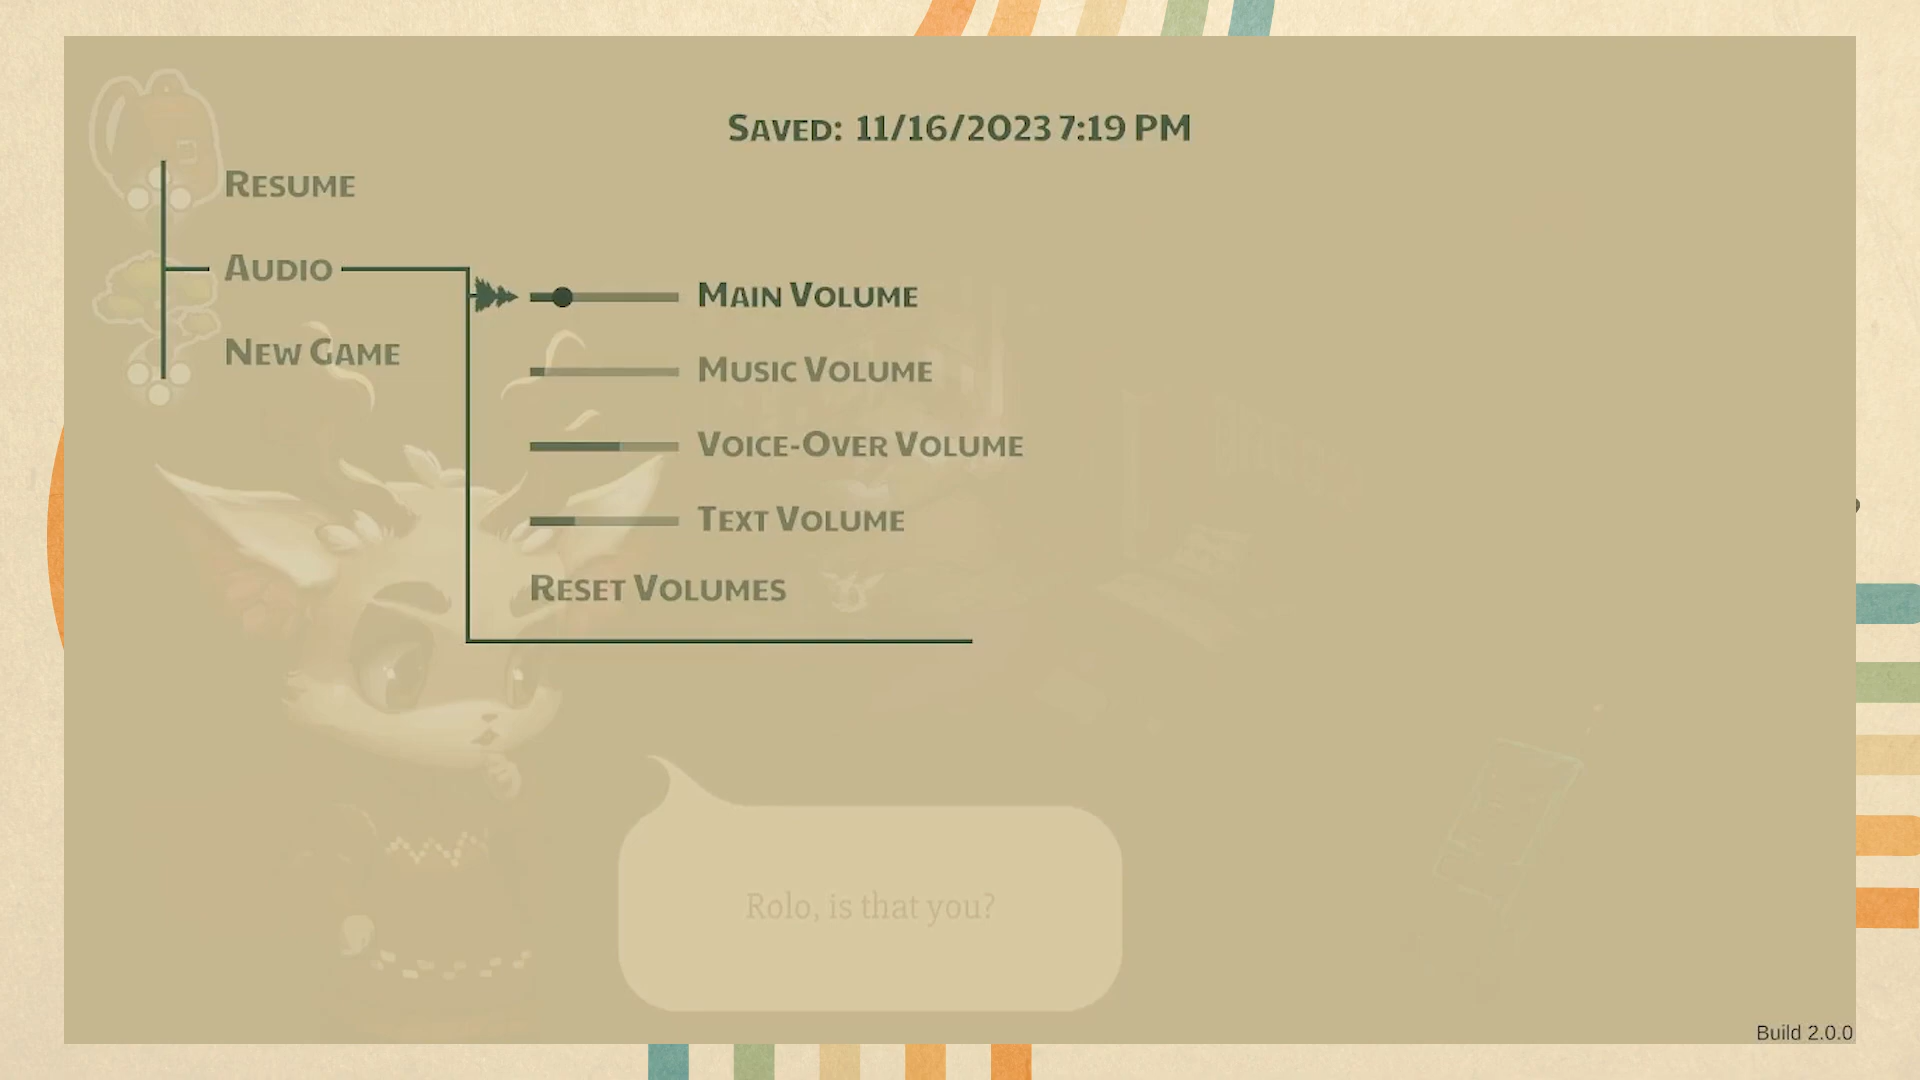 SAVED: 11/16/2023 7:19 PM
RESUME
AUDIO
NEW GAME
MAIN VOLUME
MUSIC VOLUME
VOICE-OVER VOLUME
TEXT VOLUME
RESET VOLUMES
Rolo, is that you?
Build 2.0.0